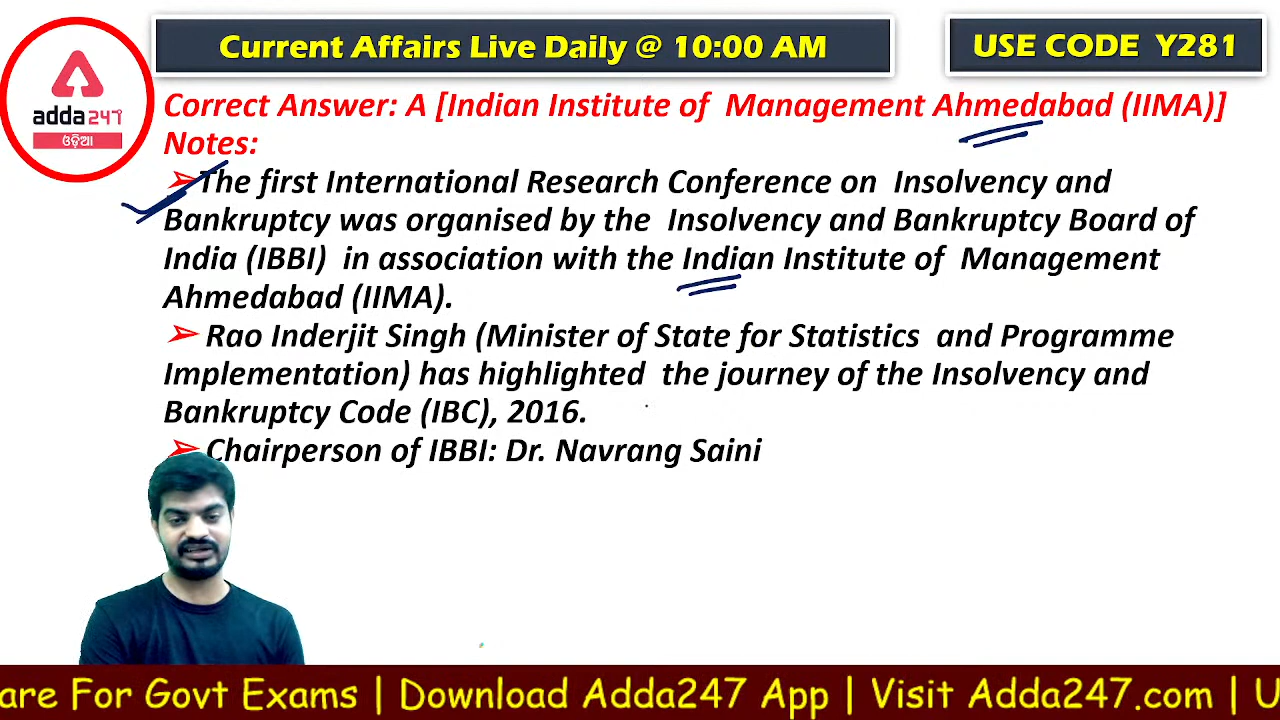 Current Affairs Live Daily @ 10:00 AM
USE CODE Y281
adda247
ଓଡ଼ିଆ
Correct Answer: A [Indian Institute of Management Ahmedabad (IIMA)]
Notes:
➢The first International Research Conference on Insolvency and
Bankruptcy was organised by the Insolvency and Bankruptcy Board of
India (IBBI) in association with the Indian Institute of Management
Ahmedabad (IIMA).
➢ Rao Inderjit Singh (Minister of State for Statistics and Programme
Implementation) has highlighted the journey of the Insolvency and
Bankruptcy Code (IBC), 2016.
➢ Chairperson of IBBI: Dr. Navrang Saini
are For Govt Exams | Download Adda247 App | Visit Adda247.com | U